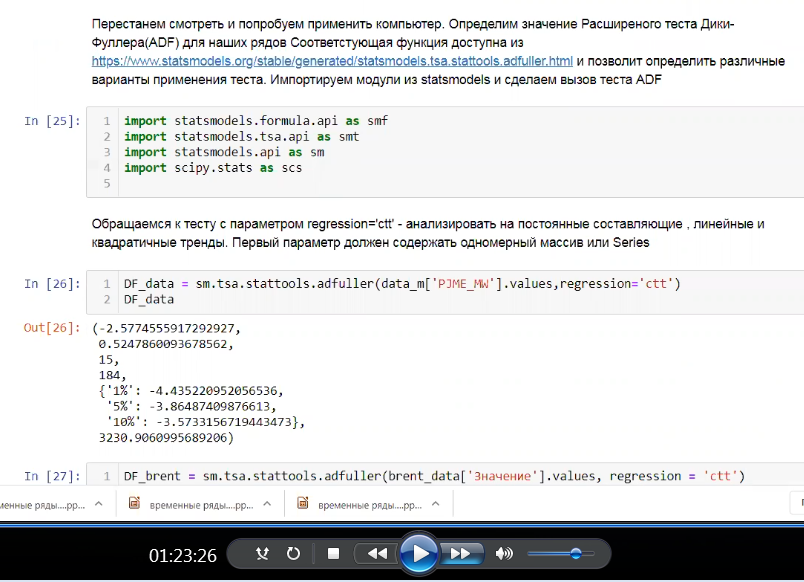 Перестанем смотреть и попробуем применить компьютер. Определим значение Расширеного теста Дики-
Фуллера(ADF) для наших рядов Соответстующая функция доступна из
https://www.statsmodels.org/stable/generated/statsmodels.tsa.stattools.adfuller.html и позволит определить различные
варианты применения теста. Импортируем модули из statsmodels и сделаем вызов теста ADF
In [25]:
1 import statsmodels.formula.api as smf
2 import statsmodels.tsa.api as smt
3 import statsmodels.api as sm
4 import scipy.stats as scs
5
Обращаемся к тесту с параметром regression='ctt' - анализировать на постоянные составляющие , линейные и
квадратичные тренды. Первый параметр должен содержать одномерный массив или Series
In [26]:
1 DF_data = sm.tsa.stattools.adfuller(data_m['PJME_MW'].values,regression='ctt')
2 DF_data
Out[26]: (-2.5774555917292927,
0.5247860093678562,
15,
184,
{'1%': -4.435220952056536,
'5%': -3.86487409876613,
'10%': -3.5733156719443473},
3230.9060995689206)
In [27]:
1 DF_brent = sm.tsa.stattools.adfuller(brent_data['Значение'].values, regression = 'ctt')
менные ряды....pp...
временные ряды....pp...
временные ряды....pp...
01:23:26